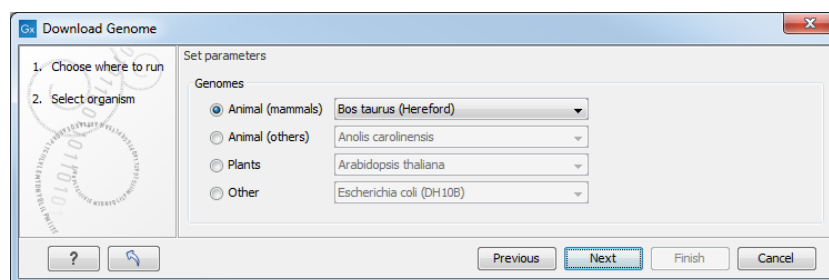 Gx Download Genome
1. Choose where to run
2. Select organism
Set parameters
Genomes
Animal (mammals) Bos taurus (Hereford)
Animal (others) Anolis carolinensis
Plants Arabidopsis thaliana
Other Escherichia coli (DH10B)
? Previous Next Finish Cancel